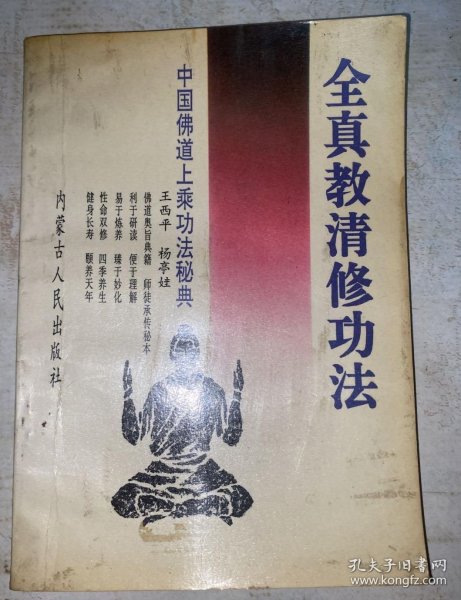 全真教清修功法
中国佛道上乘功法秘典
王西平 杨亭娃
佛道奥旨典籍 师徒承传秘本
利于研读 便于理解
易于炼养 臻于妙化
性命双修 四季养生
健身长寿 颐养天年
内蒙古人民出版社
孔夫子旧书网
www.kongfz.com